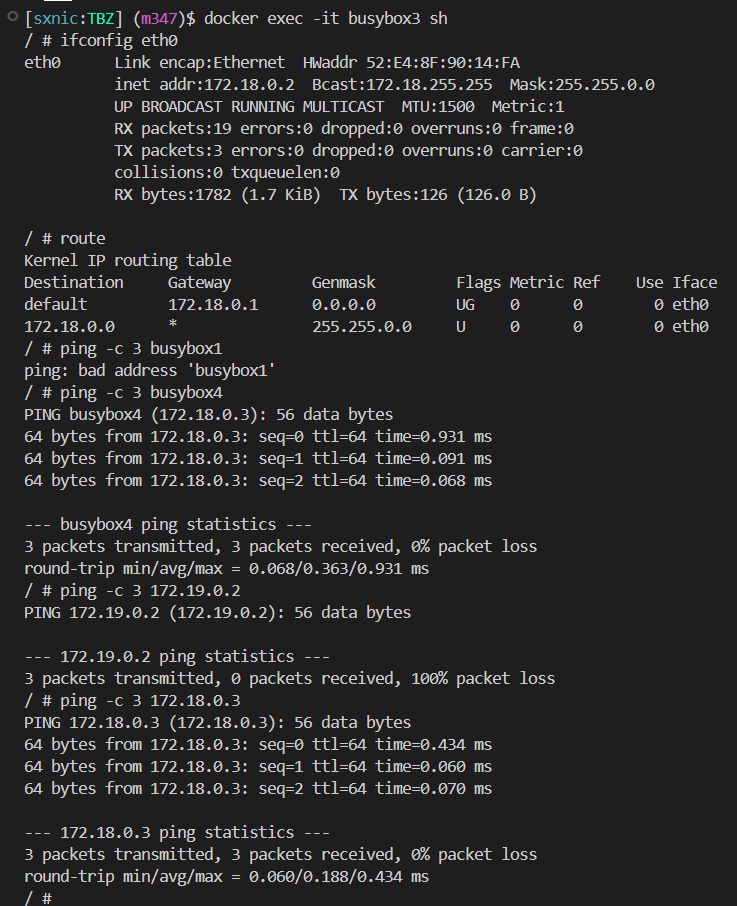 [sxnic:TBZ] (m347)$ docker exec -it busybox3 sh
/ # ifconfig eth0
eth0      Link encap:Ethernet  HWaddr 52:E4:8F:90:14:FA
          inet addr:172.18.0.2  Bcast:172.18.255.255  Mask:255.255.0.0
          UP BROADCAST RUNNING MULTICAST  MTU:1500  Metric:1
          RX packets:19 errors:0 dropped:0 overruns:0 frame:0
          TX packets:3 errors:0 dropped:0 overruns:0 carrier:0
          collisions:0 txqueuelen:0
          RX bytes:1782 (1.7 KiB)  TX bytes:126 (126.0 B)

/ # route
Kernel IP routing table
Destination     Gateway         Genmask         Flags Metric Ref    Use Iface
default         172.18.0.1      0.0.0.0         UG    0      0        0 eth0
172.18.0.0      *               255.255.0.0     U     0      0        0 eth0
/ # ping -c 3 busybox1
ping: bad address 'busybox1'
/ # ping -c 3 busybox4
PING busybox4 (172.18.0.3): 56 data bytes
64 bytes from 172.18.0.3: seq=0 ttl=64 time=0.931 ms
64 bytes from 172.18.0.3: seq=1 ttl=64 time=0.091 ms
64 bytes from 172.18.0.3: seq=2 ttl=64 time=0.068 ms

--- busybox4 ping statistics ---
3 packets transmitted, 3 packets received, 0% packet loss
round-trip min/avg/max = 0.068/0.363/0.931 ms
/ # ping -c 3 172.19.0.2
PING 172.19.0.2 (172.19.0.2): 56 data bytes

--- 172.19.0.2 ping statistics ---
3 packets transmitted, 0 packets received, 100% packet loss
/ # ping -c 3 172.18.0.3
PING 172.18.0.3 (172.18.0.3): 56 data bytes
64 bytes from 172.18.0.3: seq=0 ttl=64 time=0.434 ms
64 bytes from 172.18.0.3: seq=1 ttl=64 time=0.060 ms
64 bytes from 172.18.0.3: seq=2 ttl=64 time=0.070 ms

--- 172.18.0.3 ping statistics ---
3 packets transmitted, 3 packets received, 0% packet loss
round-trip min/avg/max = 0.060/0.188/0.434 ms
/ #